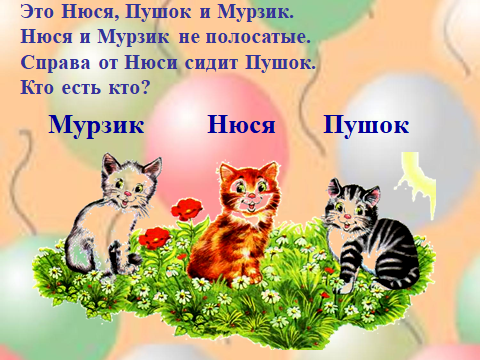 Это Нюся, Пушок и Мурзик.
Нюся и Мурзик не полосатые.
Справа от Нюси сидит Пушок.
Кто есть кто?
Мурзик Нюся Пушок